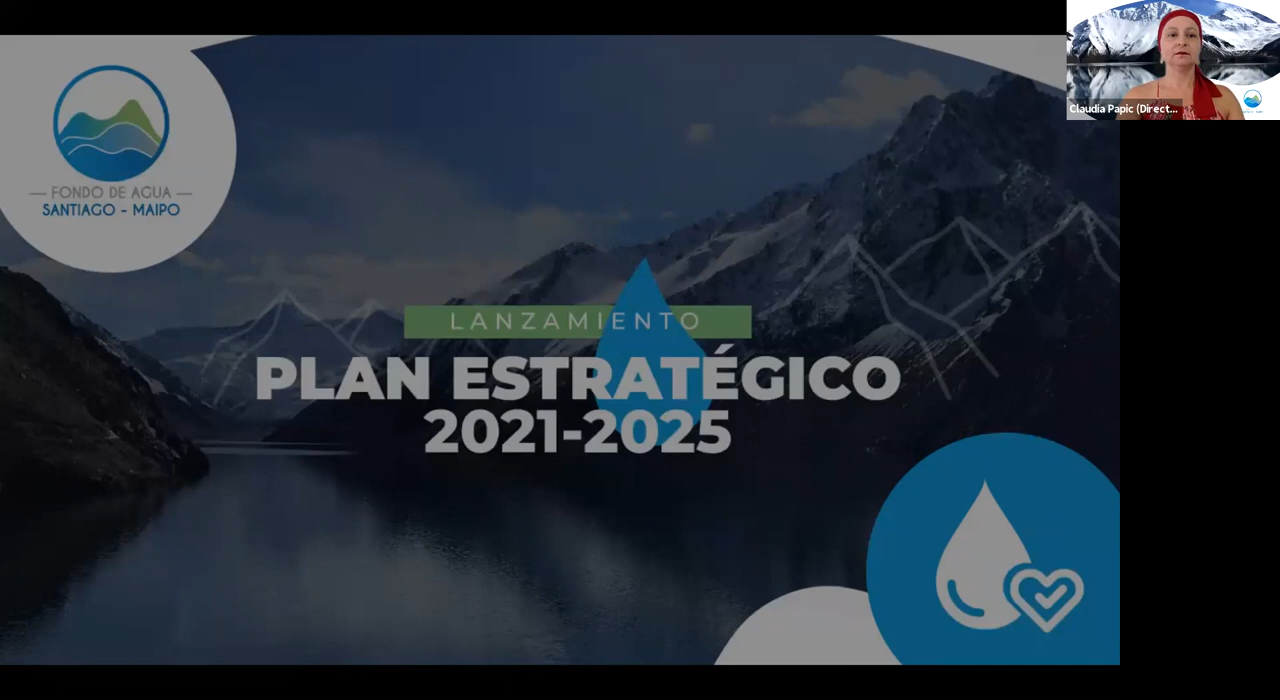 FONDO DE AGUA
SANTIAGO - MAIPO
LANZAMIENTO
PLAN ESTRATÉGICO
2021-2025
Claudia Papic (Direct...